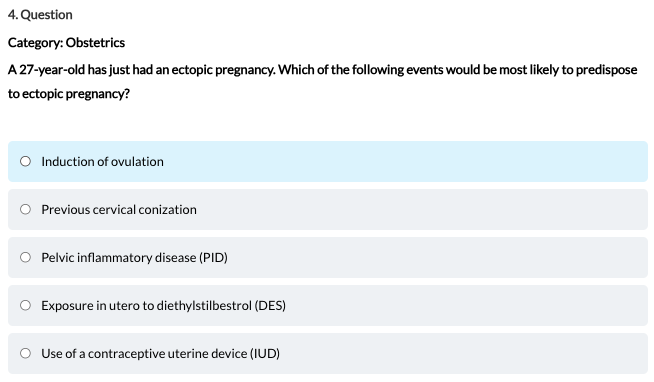 4. Question
Category: Obstetrics
A 27-year-old has just had an ectopic pregnancy. Which of the following events would be most likely to predispose
to ectopic pregnancy?
Induction of ovulation
Previous cervical conization
Pelvic inflammatory disease (PID)
Exposure in utero to diethylstilbestrol (DES)
Use of a contraceptive uterine device (IUD)